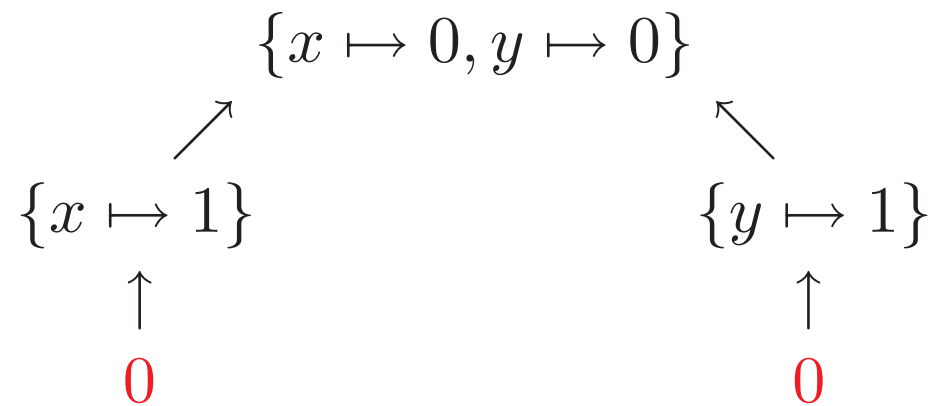 {x ↦ 0, y ↦ 0}
{x ↦ 1} {y ↦ 1}
0 0